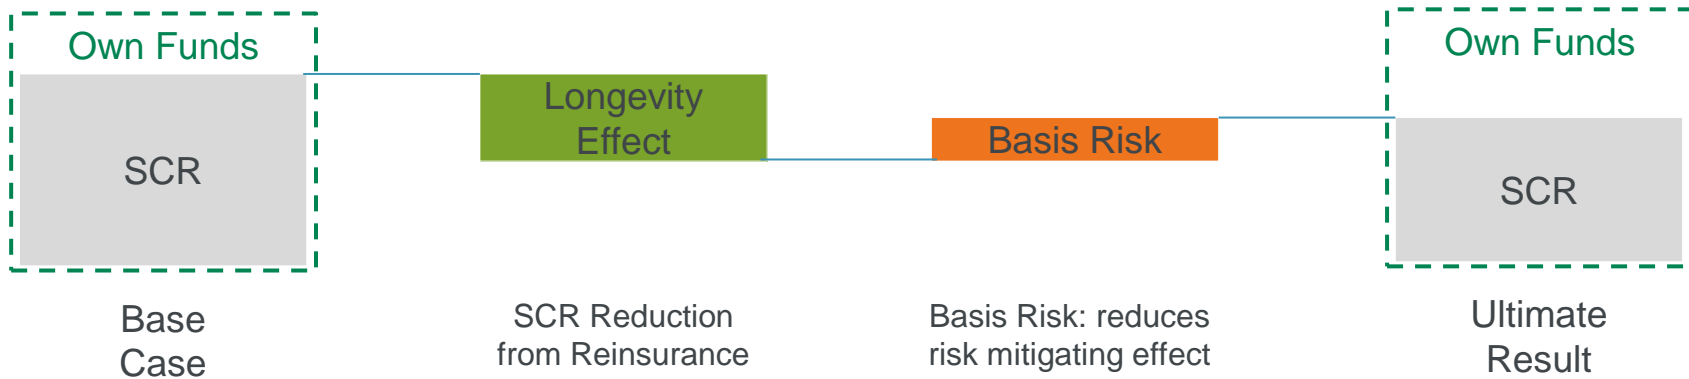 Own Funds
SCR
Longevity
Effect
Basis Risk
Own Funds
SCR
Base
Case
SCR Reduction
from Reinsurance
Basis Risk: reduces
risk mitigating effect
Ultimate
Result